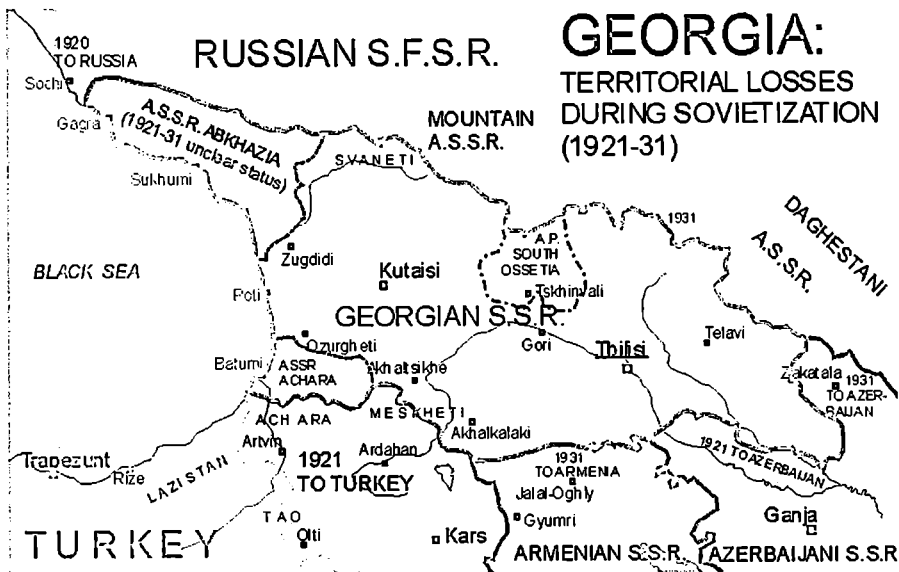 GEORGIA:
TERRITORIAL LOSSES
DURING SOVIETIZATION
(1921-31)
1920
TO RUSSIA
RUSSIAN S.F.S.R.
Sochi
Gagra
A.S.S.R. ABKHAZIA
(1921-31 unclear status)
MOUNTAIN
A.S.S.R.
SVANETI
Sukhumi
1931
DAGHESTANI
A.S.S.R.
BLACK SEA
Zugdidi
Kutaisi
A.P.
SOUTH
OSSETIA
Tskhinvali
Poti
GEORGIAN S.S.R.
Ozurgheti
Gori
Tbilisi
Telavi
Batumi
ASSR
ACHARA
Akhaltsikhe
Zakatala
1931
TO AZER-
BAIJAN
ACHARA
MESKHETI
Akhalkalaki
Artvin
Ardahan
1921
TO TURKEY
1931
TO ARMENIA
1921 TO AZERBAIJAN
Trapezunt
Rize
LAZISTAN
Jalal-Oghly
Gyumri
Ganja
TAO
Olti
Kars
TURKEY
ARMENIAN S.S.R.
AZERBAIJANI S.S.R